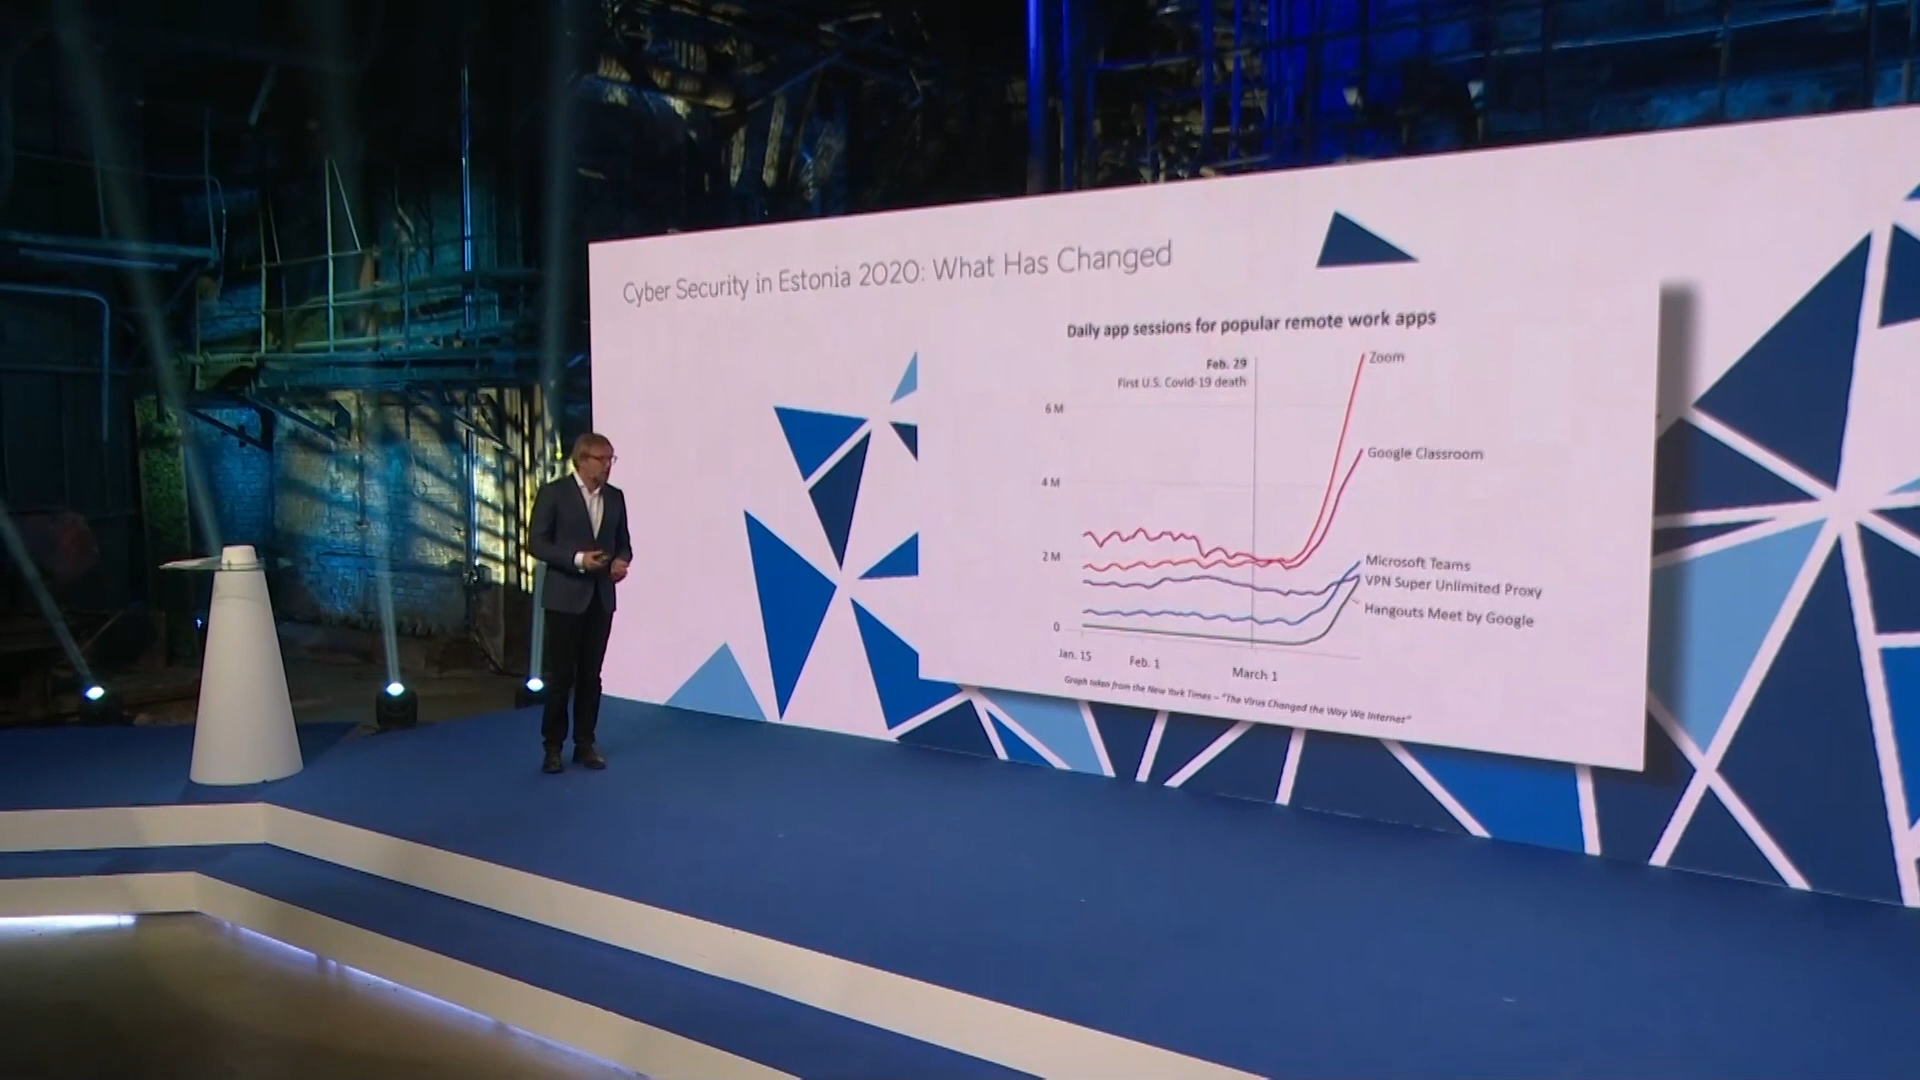 Cyber Security in Estonia 2020: What Has Changed
Daily app sessions for popular remote work apps
Feb. 29
First U.S. Covid-19 death
Zoom
6 M
Google Classroom
4 M
2 M
Microsoft Teams
VPN Super Unlimited Proxy
Hangouts Meet by Google
0
Jan. 15
Feb. 1
March 1
Graph taken from the New York Times – "The Virus Changed the Way We Internet"